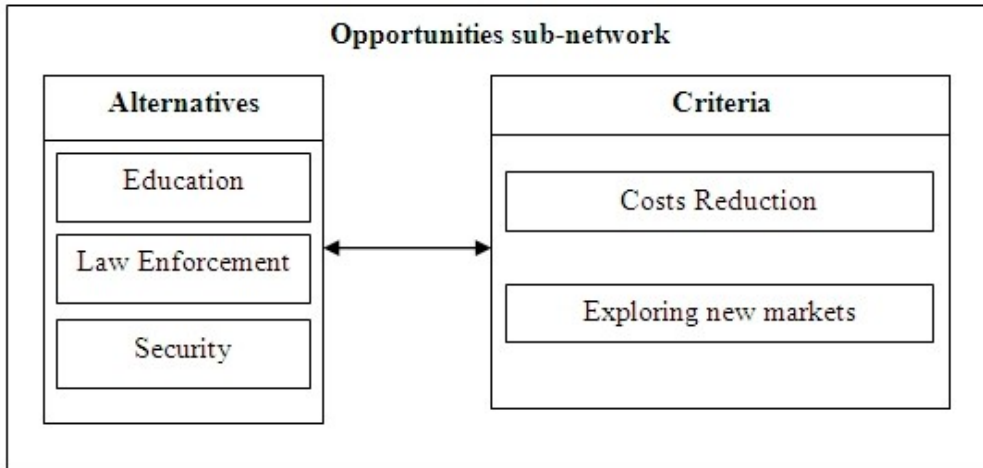 Opportunities sub-network
Alternatives
Education
Law Enforcement
Security
Criteria
Costs Reduction
Exploring new markets